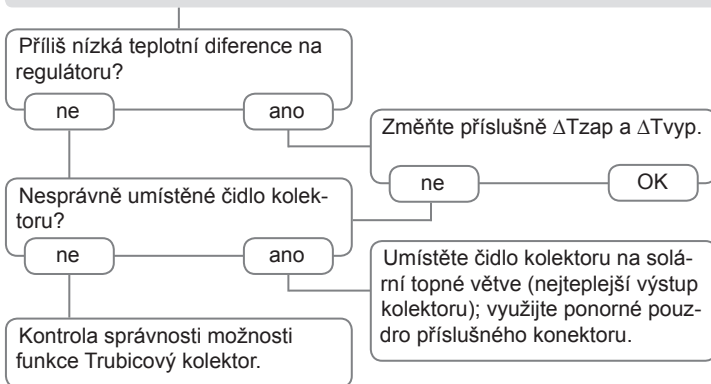 Příliš nízká teplotní diference na
regulátoru?
ne
ano
Změňte příslušně ∆Tzap a ∆Tvyp.
ne
OK
Nesprávně umístěné čidlo kolek-
toru?
ne
ano
Umístěte čidlo kolektoru na solá-
rní topné větve (nejteplejší výstup
kolektoru); využijte ponorné pouz-
dro příslušného konektoru.
Kontrola správnosti možnosti
funkce Trubicový kolektor.